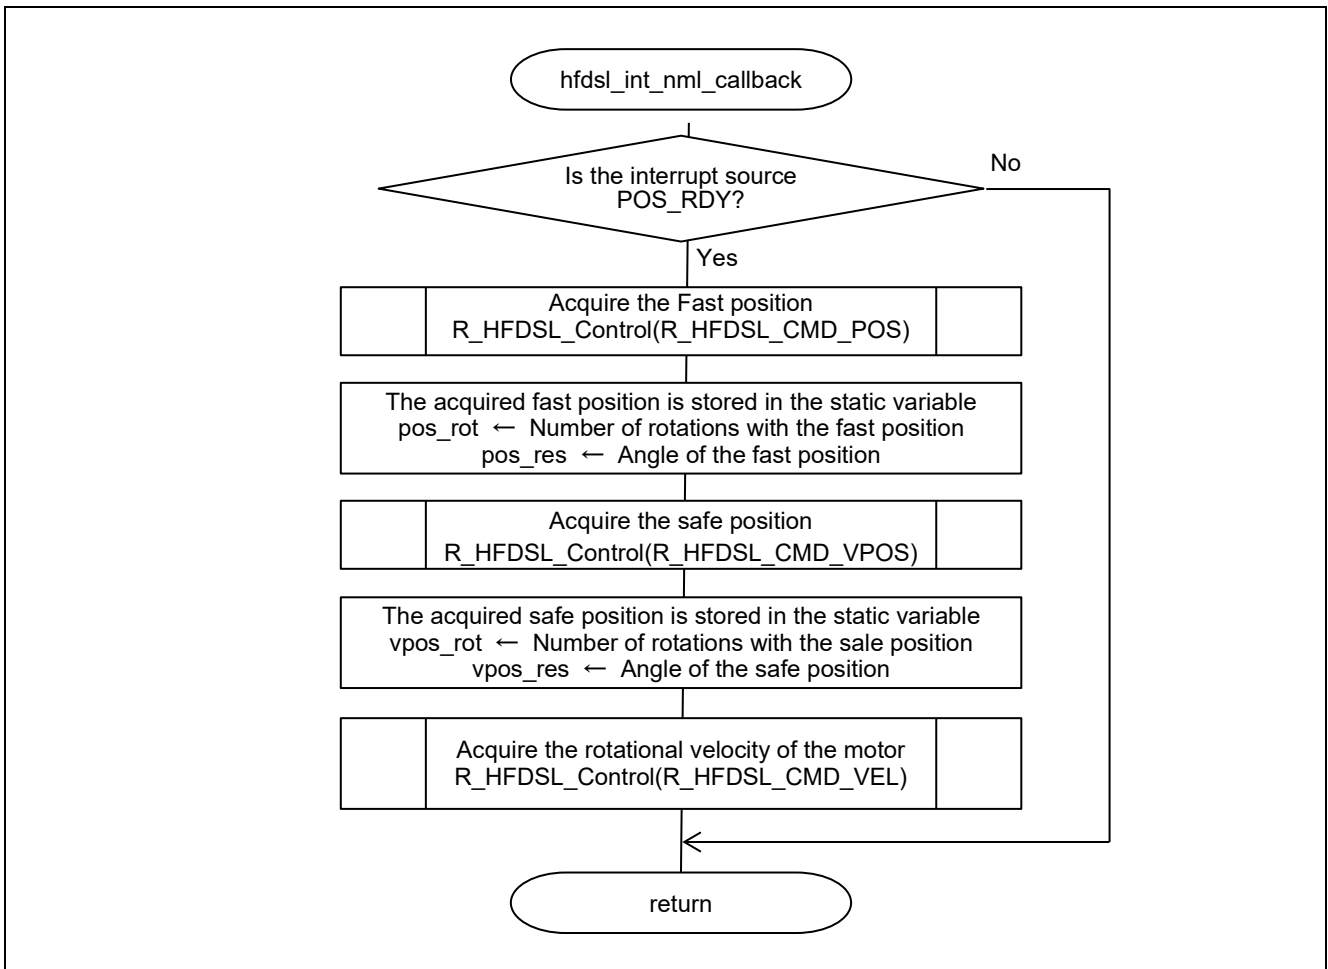 hfdsl_int_nml_callback
Is the interrupt source
POS_RDY?
No
Yes
Acquire the Fast position
R_HFDSL_Control(R_HFDSL_CMD_POS)
The acquired fast position is stored in the static variable
pos_rot ← Number of rotations with the fast position
pos_res ← Angle of the fast position
Acquire the safe position
R_HFDSL_Control(R_HFDSL_CMD_VPOS)
The acquired safe position is stored in the static variable
vpos_rot ← Number of rotations with the sale position
vpos_res ← Angle of the safe position
Acquire the rotational velocity of the motor
R_HFDSL_Control(R_HFDSL_CMD_VEL)
return